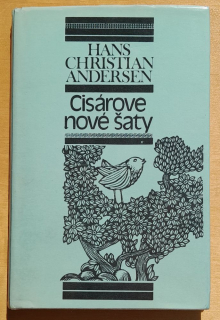 HANS
CHRISTIAN
ANDERSEN
Cisárove
nové šaty